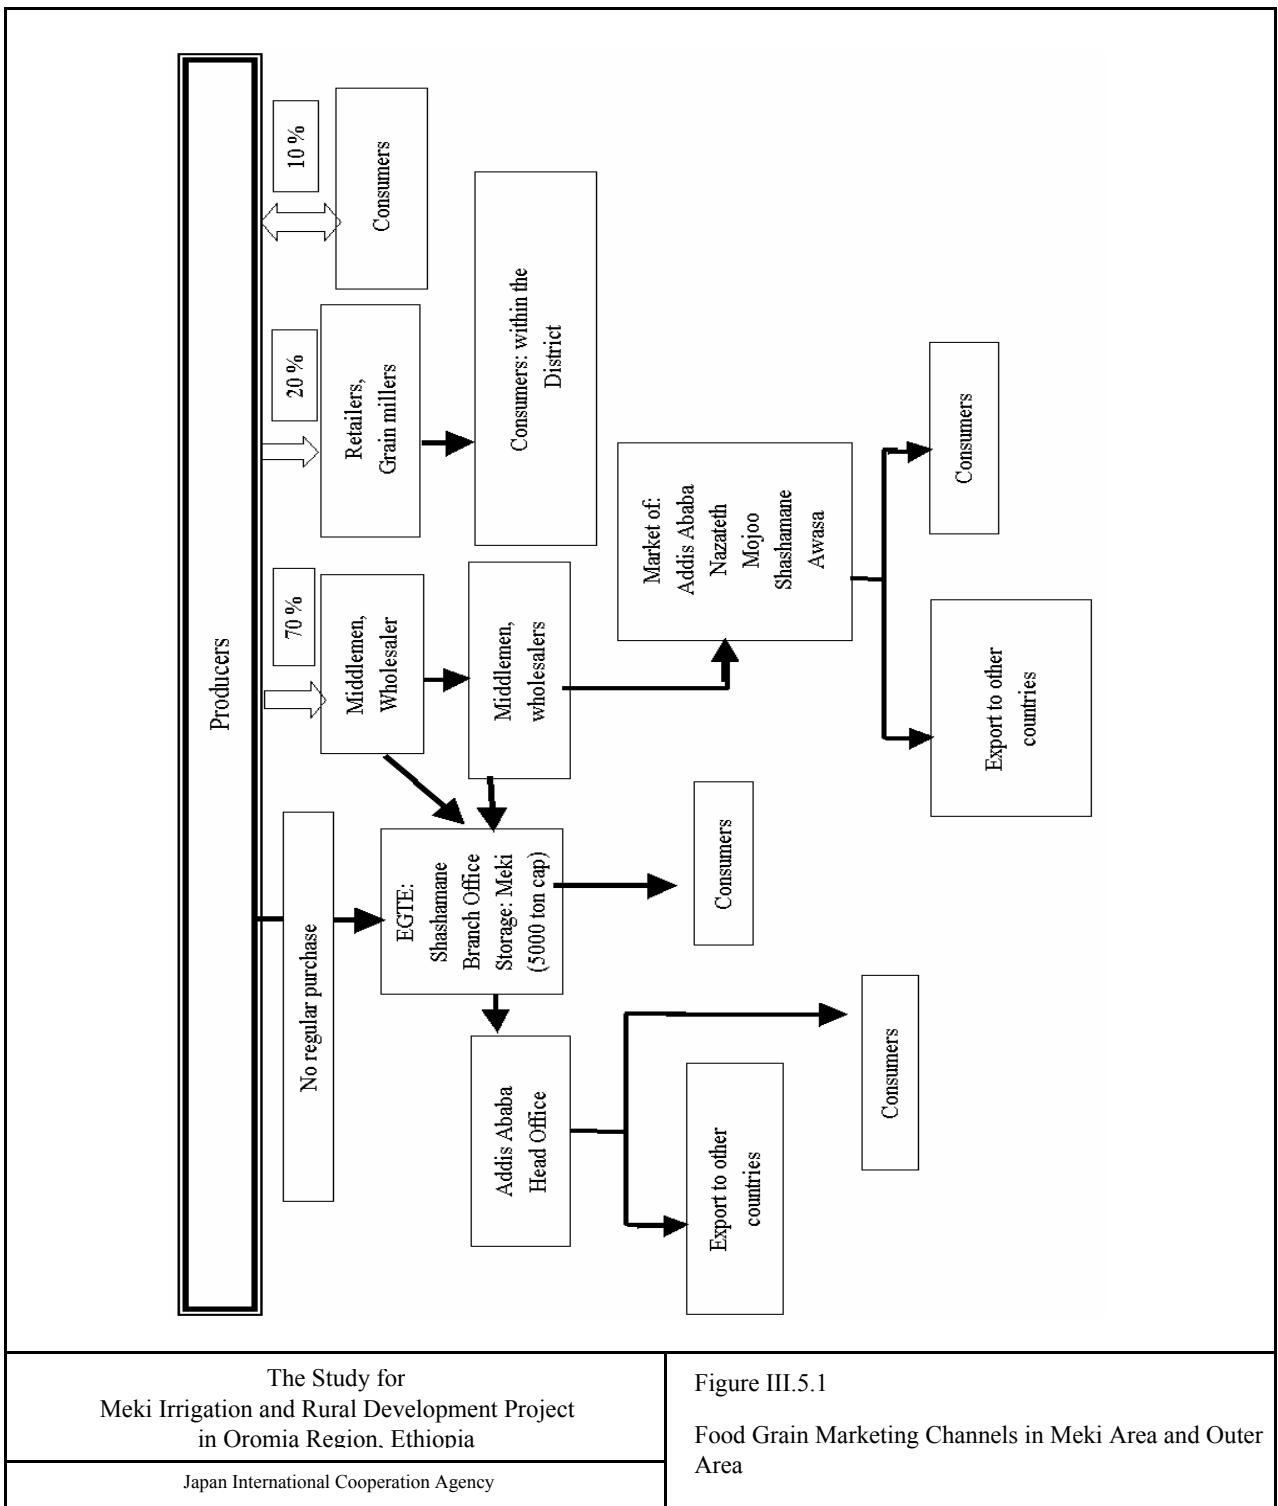 Producers
No regular purchase
70 %
20 %
10 %
EGTE:
Shashamane
Branch Office
Storage: Meki
(5000 ton cap)
Middlemen,
Wholesaler
Retailers,
Grain millers
Consumers
Addis Ababa
Head Office
Middlemen,
wholesalers
Consumers: within the
District
Export to other
countries
Consumers
Consumers
Market of:
Addis Ababa
Nazateth
Mojoo
Shashamane
Awasa
Export to other
countries
Consumers
The Study for
Meki Irrigation and Rural Development Project
in Oromia Region, Ethiopia
Japan International Cooperation Agency
Figure III.5.1
Food Grain Marketing Channels in Meki Area and Outer
Area